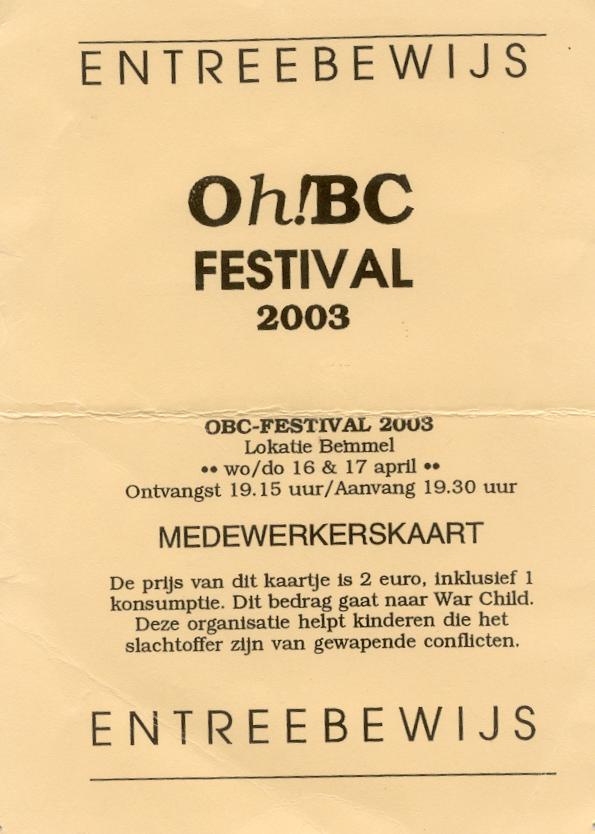 ENTREEBEWIJS
Oh!BC
FESTIVAL
2003
OBC-FESTIVAL 2003
Lokatie Bemmel
•• wo/do 16 & 17 april ••
Ontvangst 19.15 uur/Aanvang 19.30 uur
MEDEWERKERSKAART
De prijs van dit kaartje is 2 euro, inklusief 1
konsumptie. Dit bedrag gaat naar War Child.
Deze organisatie helpt kinderen die het
slachtoffer zijn van gewapende conflicten.
ENTREEBEWIJS